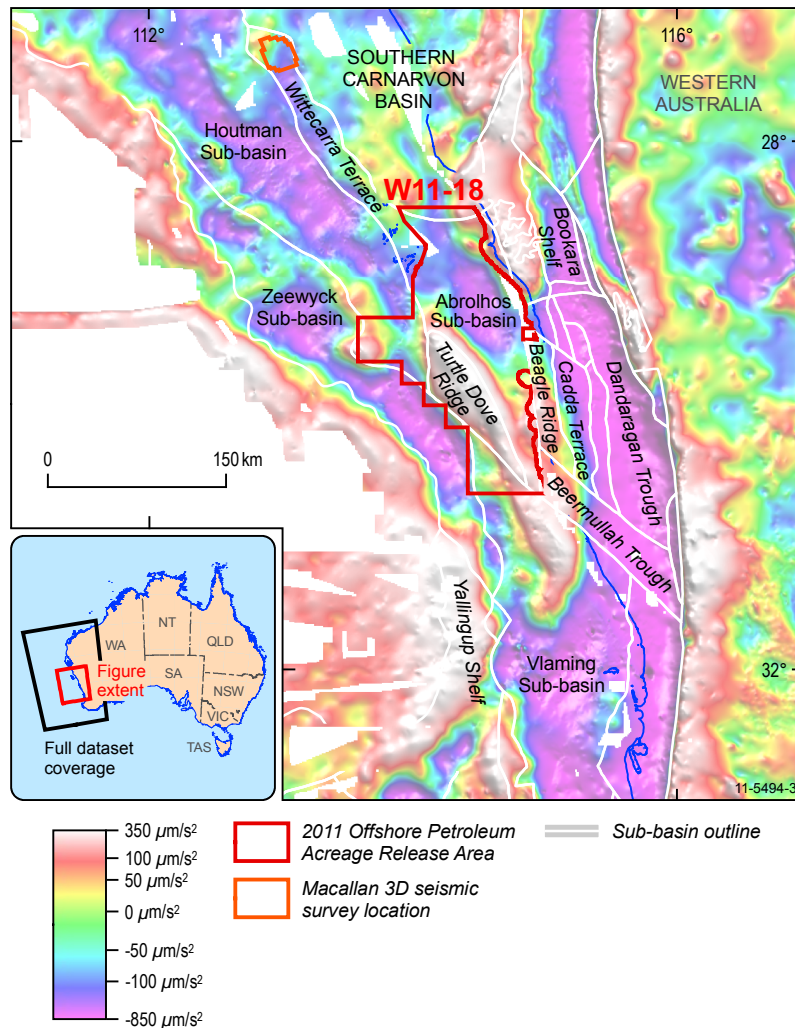 112°
116°
SOUTHERN
CARNARVON
BASIN
WESTERN
AUSTRALIA
Houtman
Sub-basin
Wittecarra Terrace
28°
W11-18
Bookara
Shelf
Zeewyck
Sub-basin
Abrolhos
Sub-basin
Turtle Dove
Ridge
Beagle Ridge
Cadda Terrace
Dandaragan Trough
0
150 km
Beermullah Trough
Yallingup Shelf
Vlaming
Sub-basin
32°
NT
WA
QLD
SA
Figure
extent
NSW
VIC
TAS
Full dataset
coverage
11-5494-3
350 µm/s²
100 µm/s²
50 µm/s²
0 µm/s²
-50 µm/s²
-100 µm/s²
-850 µm/s²
2011 Offshore Petroleum
Acreage Release Area
Macallan 3D seismic
survey location
Sub-basin outline